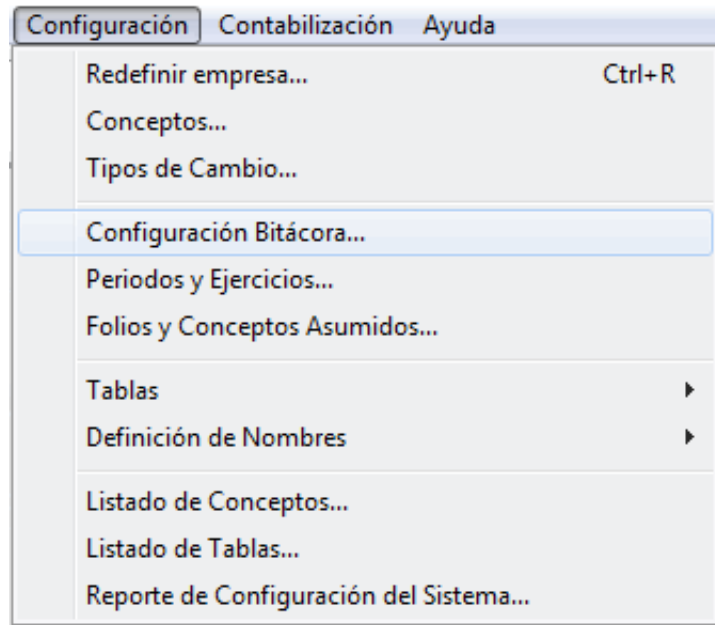 Configuración Contabilización Ayuda
Redefinir empresa... Ctrl+R
Conceptos...
Tipos de Cambio...
Configuración Bitácora...
Periodos y Ejercicios...
Folios y Conceptos Asumidos...
Tablas
Definición de Nombres
Listado de Conceptos...
Listado de Tablas...
Reporte de Configuración del Sistema...